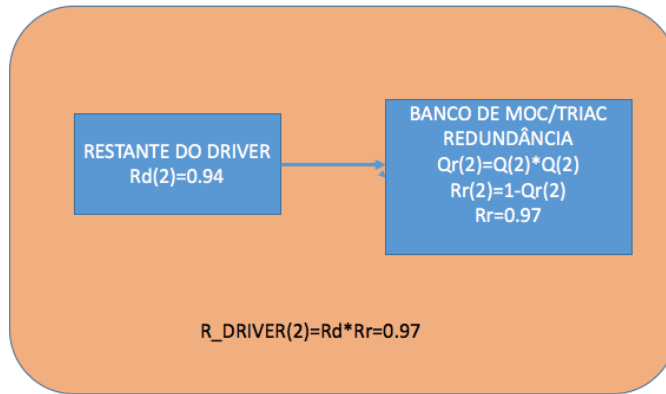 RESTANTE DO DRIVER
Rd(2)=0.94
BANCO DE MOC/TRIAC
REDUNDÂNCIA
Qr(2)=Q(2)*Q(2)
Rr(2)=1-Qr(2)
Rr=0.97
R_DRIVER(2)=Rd*Rr=0.97